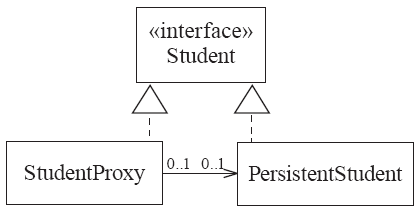 «interface»
Student
StudentProxy
0..1 0..1
PersistentStudent